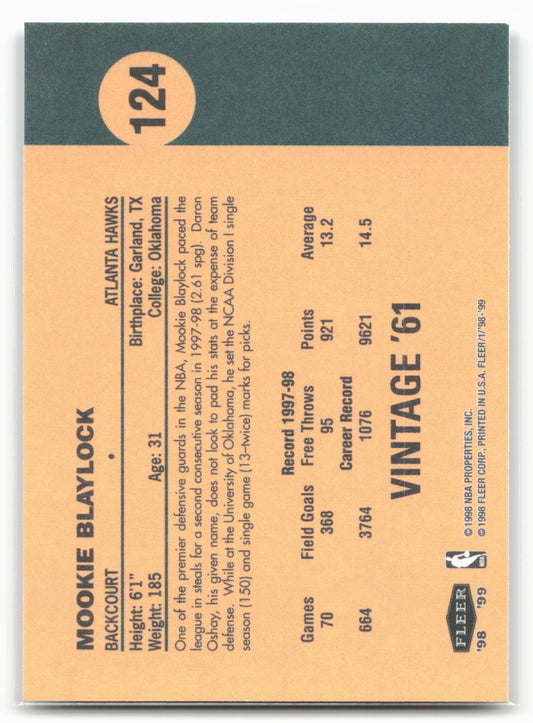 124
MOOKIE BLAYLOCK
BACKCOURT • ATLANTA HAWKS
Height: 6'1" Birthplace: Garland, TX
Weight: 185 Age: 31 College: Oklahoma
One of the premier defensive guards in the NBA, Mookie Blaylock paced the
league in steals for a second consecutive season in 1997-98 (2.61 spg). Daron
Oshay, his given name, does not look to pad his stats at the expense of team
defense. While at the University of Oklahoma, he set the NCAA Division I single
season (150) and single game (13–twice) marks for picks.
Record 1997-98
Games Field Goals Free Throws Points Average
70 368 95 921 13.2
Career Record
664 3764 1076 9621 14.5
VINTAGE '61
FLEER
'98 '99
NBA
© 1998 NBA PROPERTIES, INC.
© 1998 FLEER CORP., PRINTED IN U.S.A. FLEER/1/'98-'99